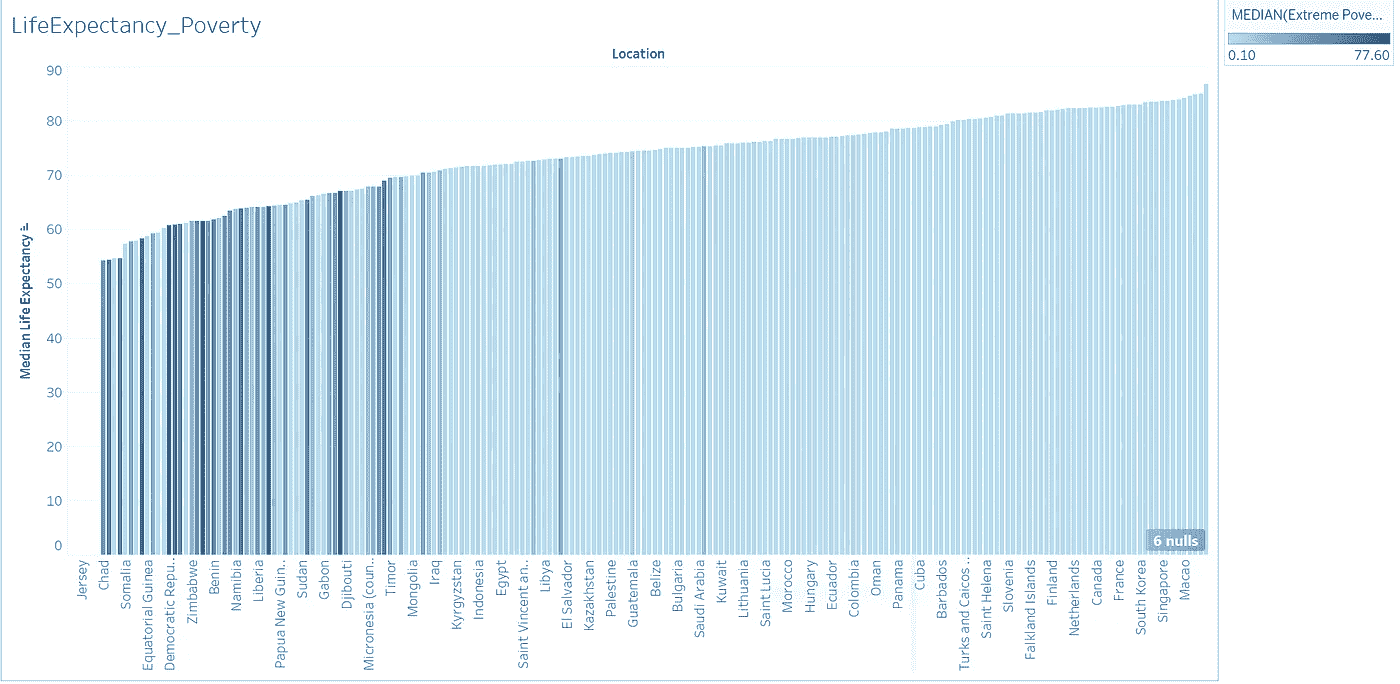 LifeExpectancy_Poverty
MEDIAN(Extreme Pove...
0.10 77.60
Location
Median Life Expectancy
90
80
70
60
50
40
30
20
10
0
6 nulls
Jersey
Chad
Somalia
Equatorial Guinea
Democratic Repu..
Zimbabwe
Benin
Namibia
Liberia
Papua New Guin..
Sudan
Gabon
Djibouti
Micronesia (coun..
Timor
Mongolia
Iraq
Kyrgyzstan
Indonesia
Egypt
Saint Vincent an..
Libya
El Salvador
Kazakhstan
Palestine
Guatemala
Belize
Bulgaria
Saudi Arabia
Kuwait
Lithuania
Saint Lucia
Morocco
Hungary
Ecuador
Colombia
Oman
Panama
Cuba
Barbados
Turks and Caicos ..
Saint Helena
Slovenia
Falkland Islands
Finland
Netherlands
Canada
France
South Korea
Singapore
Macao